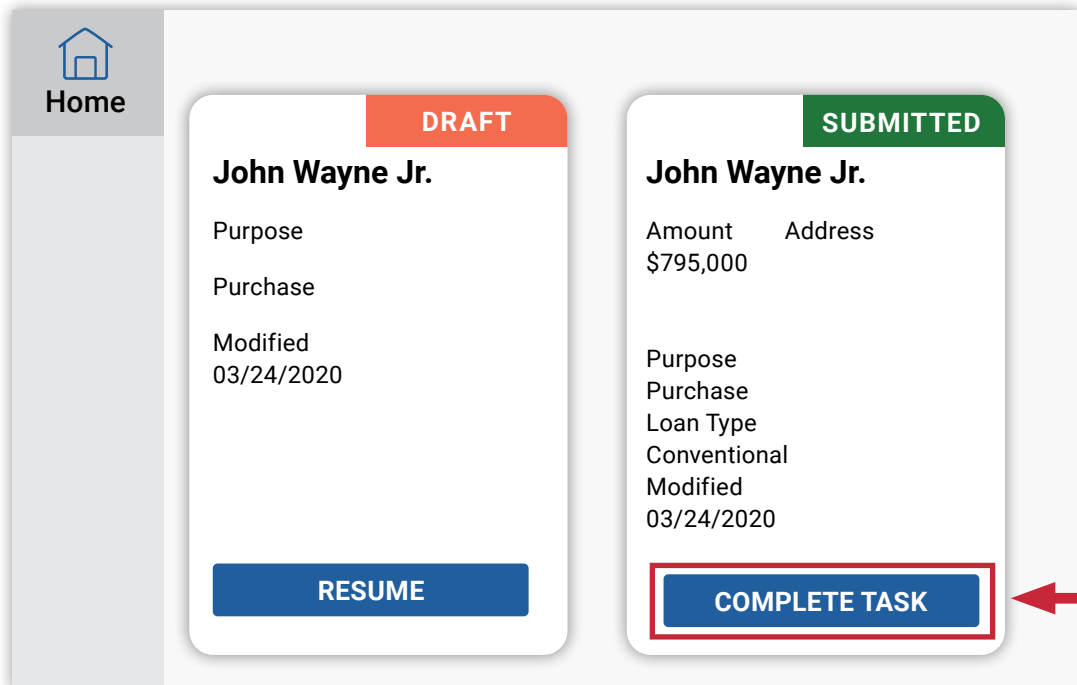 Home
DRAFT
John Wayne Jr.
Purpose
Purchase
Modified
03/24/2020
RESUME
SUBMITTED
John Wayne Jr.
Amount Address
$795,000
Purpose
Purchase
Loan Type
Conventional
Modified
03/24/2020
COMPLETE TASK